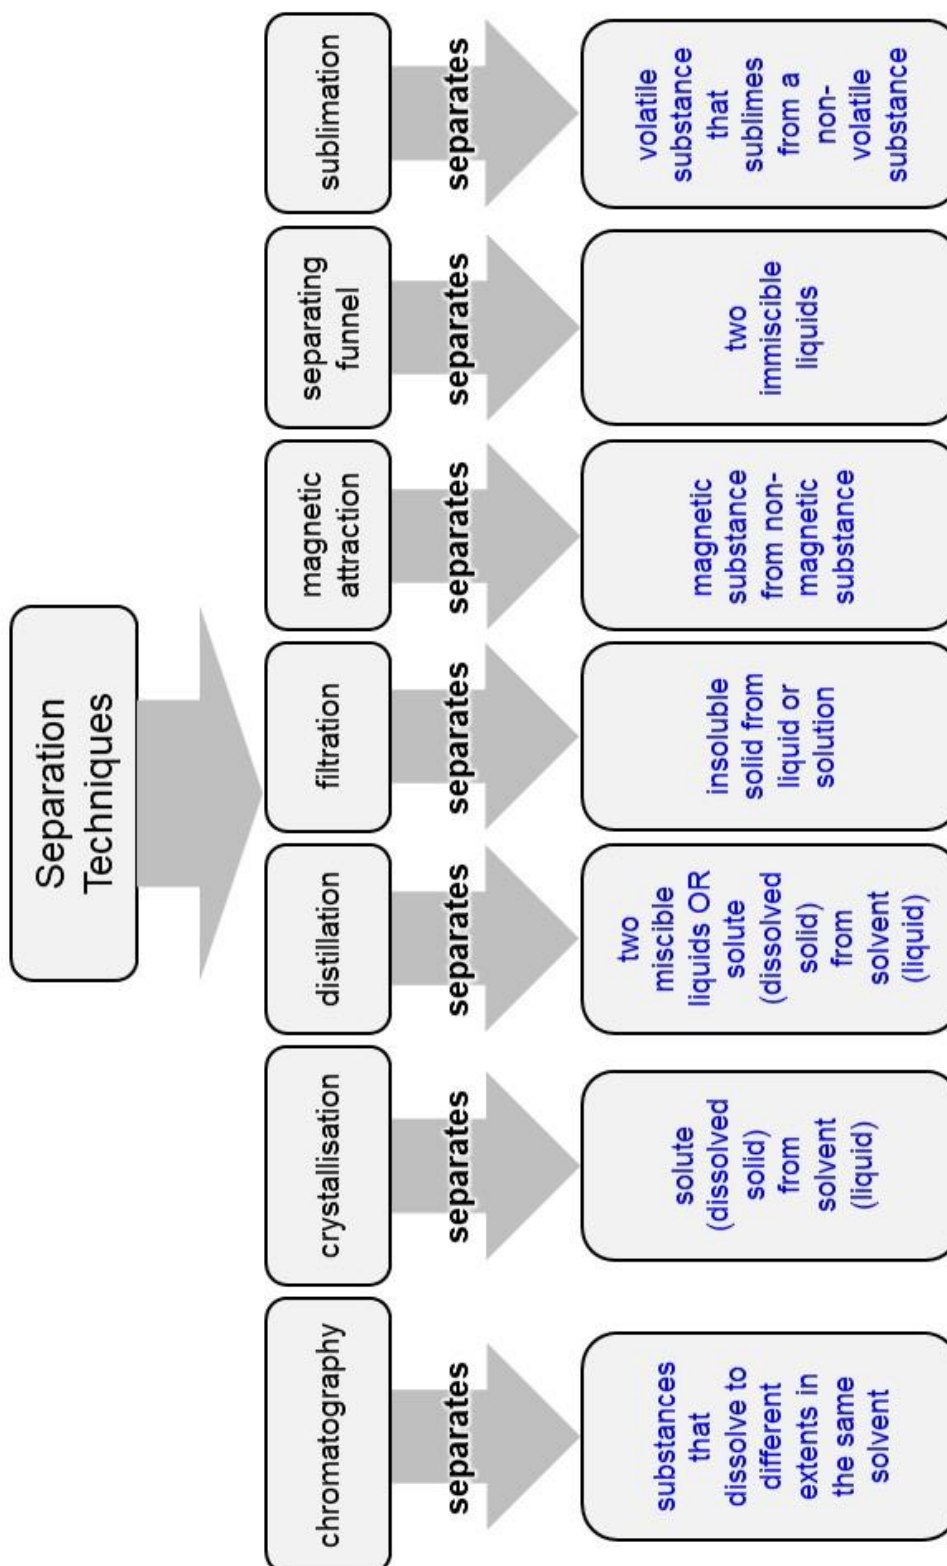 Separation
Techniques
chromatography
crystallisation
distillation
filtration
magnetic
attraction
separating
funnel
sublimation
separates
separates
separates
separates
separates
separates
separates
substances
that
dissolve to
different
extents in
the same
solvent
solute
(dissolved
solid)
from
solvent
(liquid)
two
miscible
liquids OR
solute
(dissolved
solid)
from
solvent
(liquid)
insoluble
solid from
liquid or
solution
magnetic
substance
from non-
magnetic
substance
two
immiscible
liquids
volatile
substance
that
sublimes
from a
non-
volatile
substance